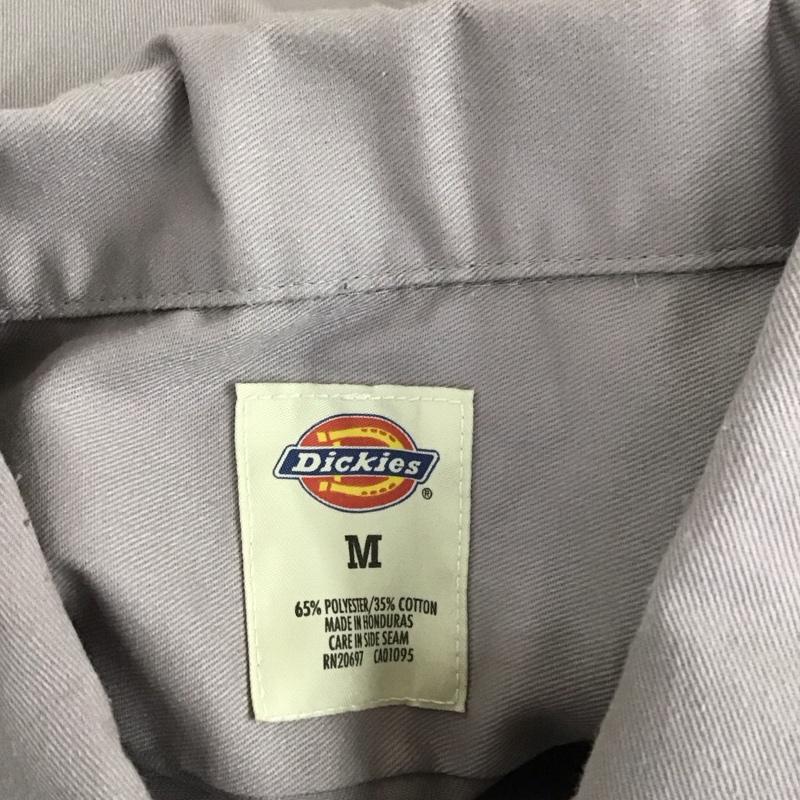 Dickies
®
M
65% POLYESTER/35% COTTON
MADE IN HONDURAS
CARE IN SIDE SEAM
RN20697 CA01095